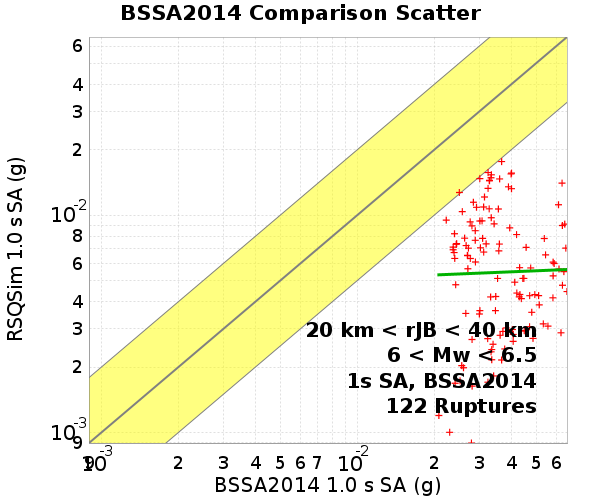 BSSA2014 Comparison Scatter
RSQSim 1.0 s SA (g)
6
4
3
2
10-2
8
6
4
3
2
10-3
9
20 km < rJB < 40 km
6 < Mw < 6.5
1s SA, BSSA2014
122 Ruptures
9 10-3 2 3 4 5 6 7 10-2 2 3 4 5 6
BSSA2014 1.0 s SA (g)